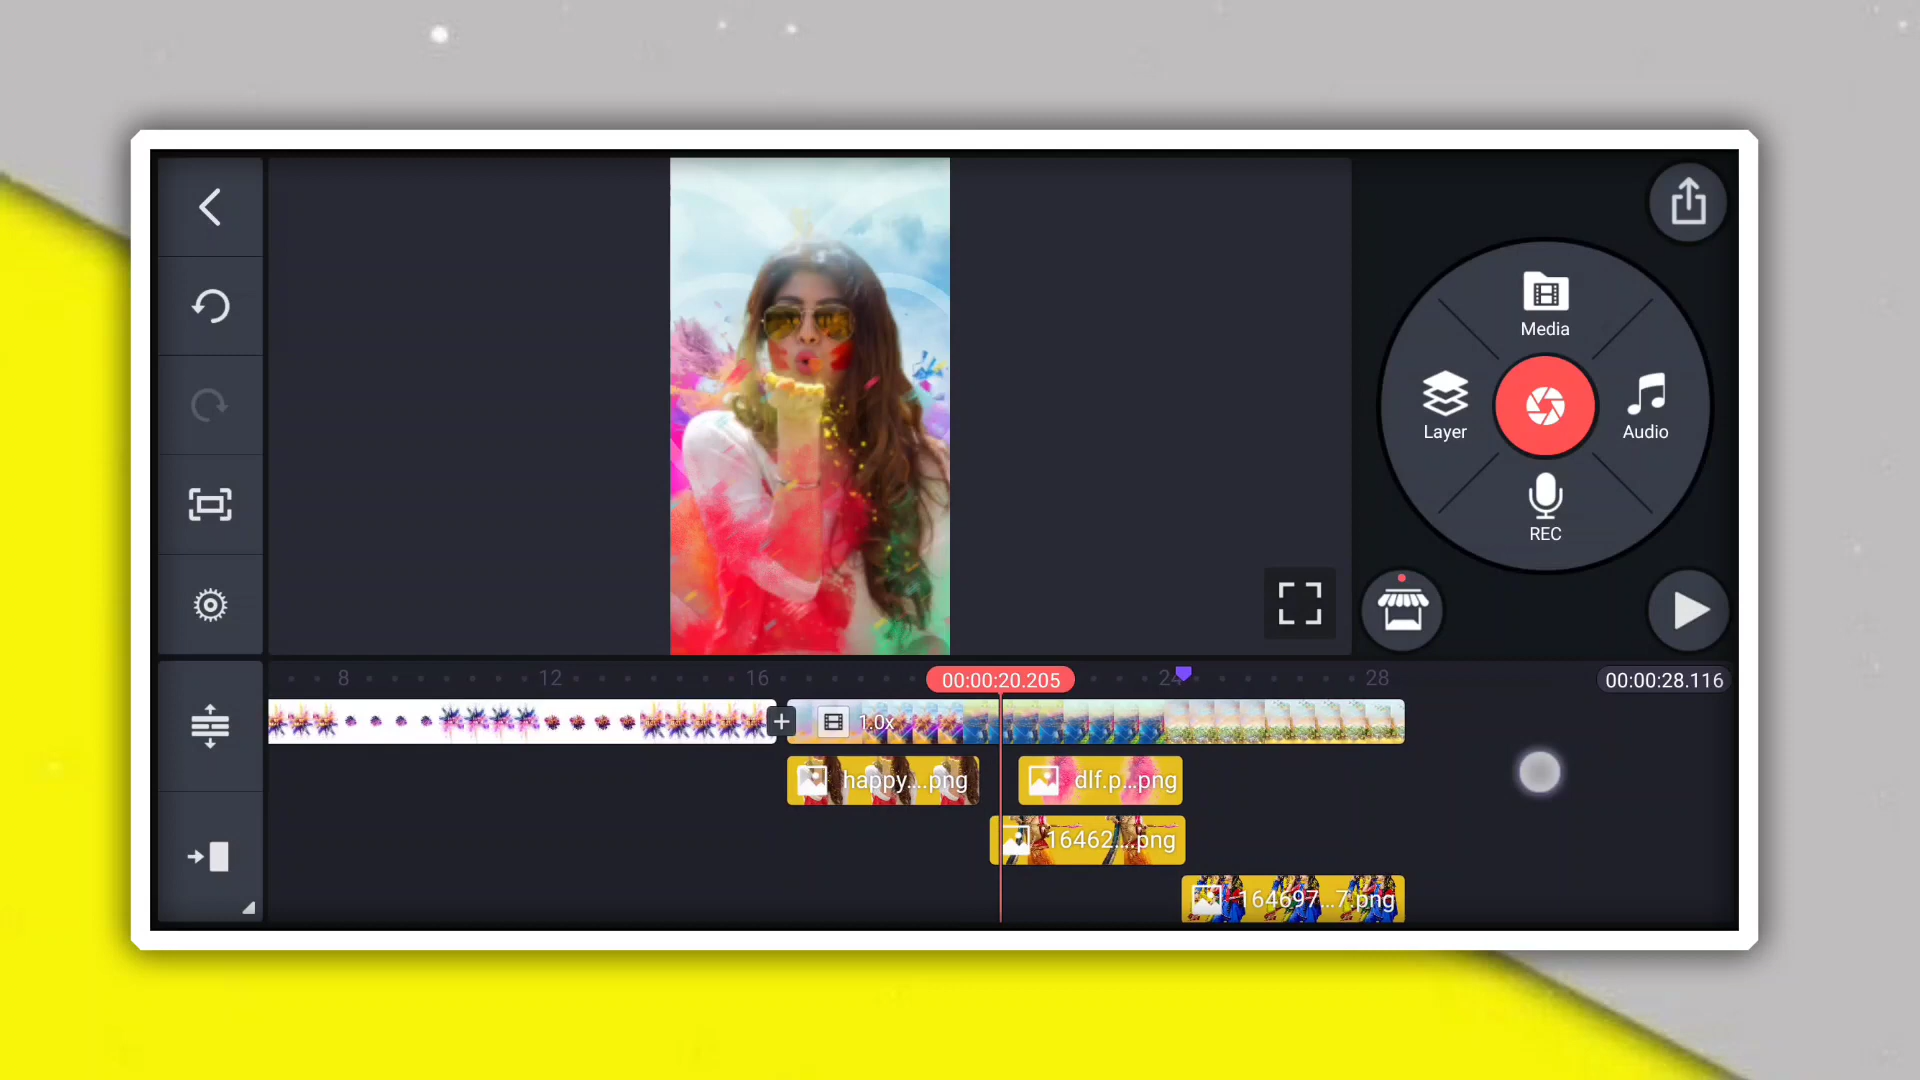 Media
Layer
Audio
REC
8
12
16
00:00:20.205
24
28
00:00:28.116
1.0x
happy....png
dlf.p...png
16462....png
164697...7.png